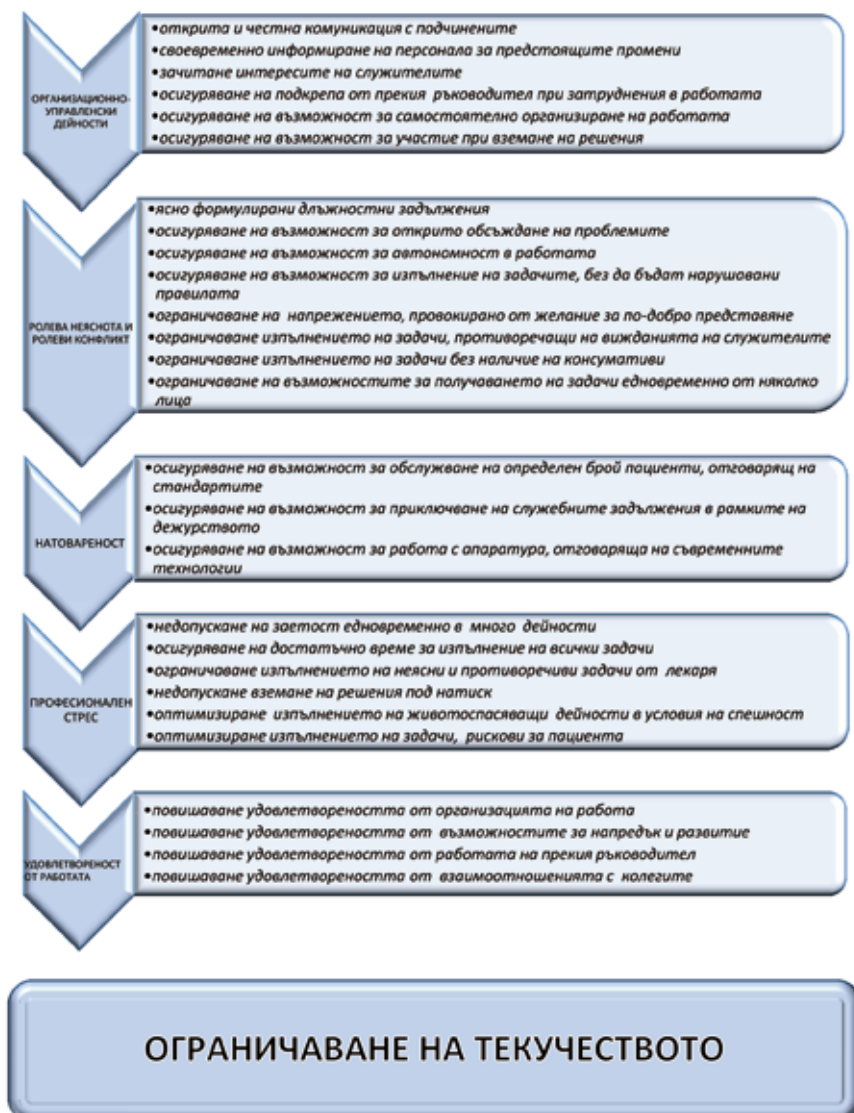 ОРГАНИЗАЦИОННО-
УПРАВЛЕНСКИ
ДЕЙНОСТИ
•открита и честна комуникация с подчинените
•своевременно информиране на персонала за предстоящите промени
•зачитане интересите на служителите
•осигуряване на подкрепа от прекия ръководител при затруднения в работата
•осигуряване на възможност за самостоятелно организиране на работата
•осигуряване на възможност за участие при вземане на решения
РОЛЕВА НЕЯСНОТА И
РОЛЕВИ КОНФЛИКТ
•ясно формулирани длъжностни задължения
•осигуряване на възможност за открито обсъждане на проблемите
•осигуряване на възможност за автономност в работата
•осигуряване на възможност за изпълнение на задачите, без да бъдат нарушавани
правилата
•ограничаване на напрежението, провокирано от желание за по-добро представяне
•ограничаване изпълнението на задачи, противоречащи на вижданията на служителите
•ограничаване изпълнението на задачи без наличие на консумативи
•ограничаване на възможностите за получаването на задачи едновременно от няколко
лица
НАТОВАРЕНОСТ
•осигуряване на възможност за обслужване на определен брой пациенти, отговарящ на
стандартите
•осигуряване на възможност за приключване на служебните задължения в рамките на
дежурството
•осигуряване на възможност за работа с апаратура, отговаряща на съвременните
технологии
ПРОФЕСИОНАЛЕН
СТРЕС
•недопускане на заетост едновременно в много дейности
•осигуряване на достатъчно време за изпълнение на всички задачи
•ограничаване изпълнението на неясни и противоречиви задачи от лекаря
•недопускане вземане на решения под натиск
•оптимизиране изпълнението на животоспасяващи дейности в условия на спешност
•оптимизиране изпълнението на задачи, рискови за пациента
УДОВЛЕТВОРЕНОСТ
ОТ РАБОТАТА
•повишаване удовлетвореността от организацията на работа
•повишаване удовлетвореността от възможностите за напредък и развитие
•повишаване удовлетвореността от работата на прекия ръководител
•повишаване удовлетвореността от взаимоотношенията с колегите
ОГРАНИЧАВАНЕ НА ТЕКУЧЕСТВОТО